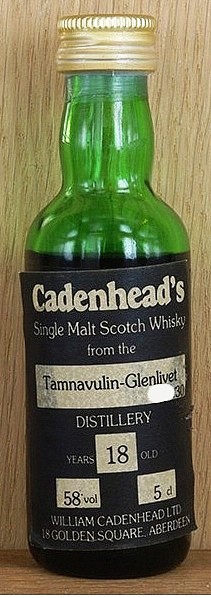 Cadenhead's
Single Malt Scotch Whisky
from the
Tamnavulin-Glenlivet
DISTILLERY
YEARS 18 OLD
58° vol 5 cl
WILLIAM CADENHEAD LTD
18 GOLDEN SQUARE, ABERDEEN